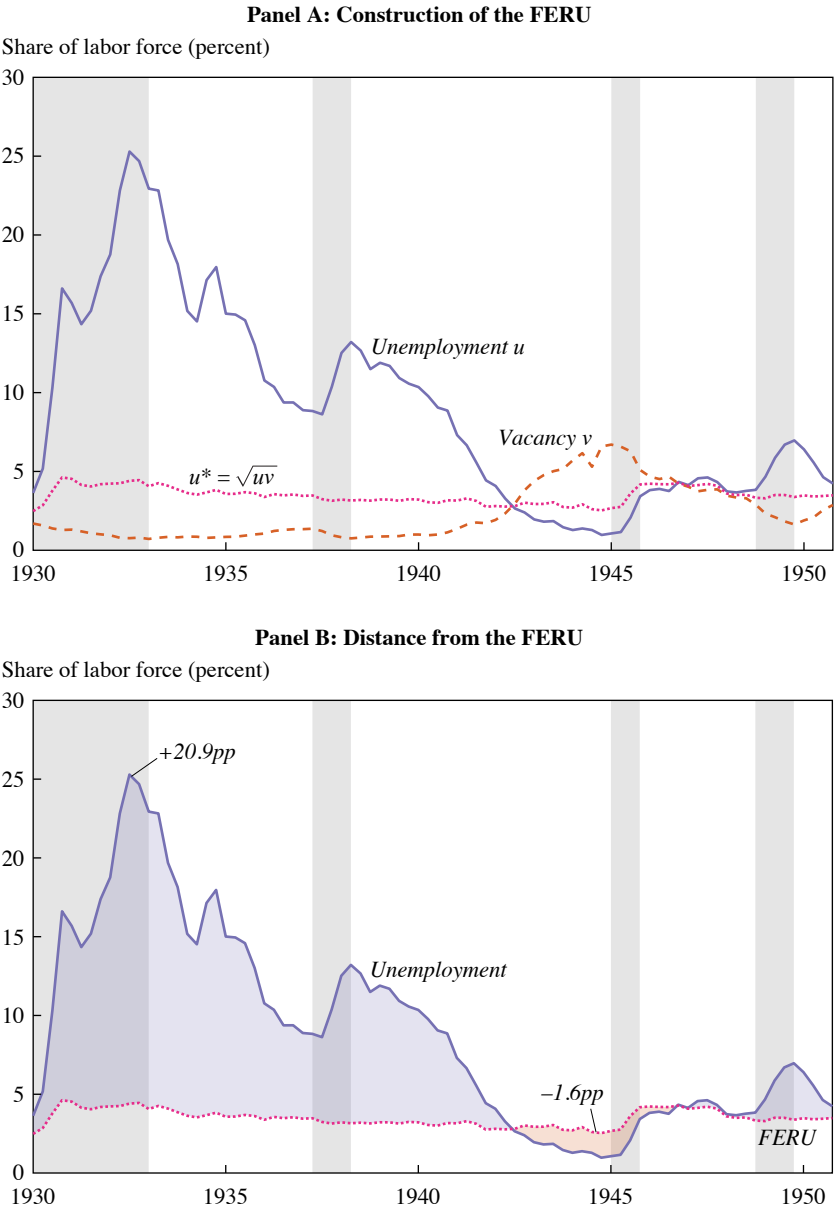 Panel A: Construction of the FERU
Share of labor force (percent)
30
25
20
15
10
5
0
Unemployment u
Vacancy v
u* = √uv
1930
1935
1940
1945
1950
Panel B: Distance from the FERU
Share of labor force (percent)
30
25
20
15
10
5
0
+20.9pp
Unemployment
–1.6pp
FERU
1930
1935
1940
1945
1950